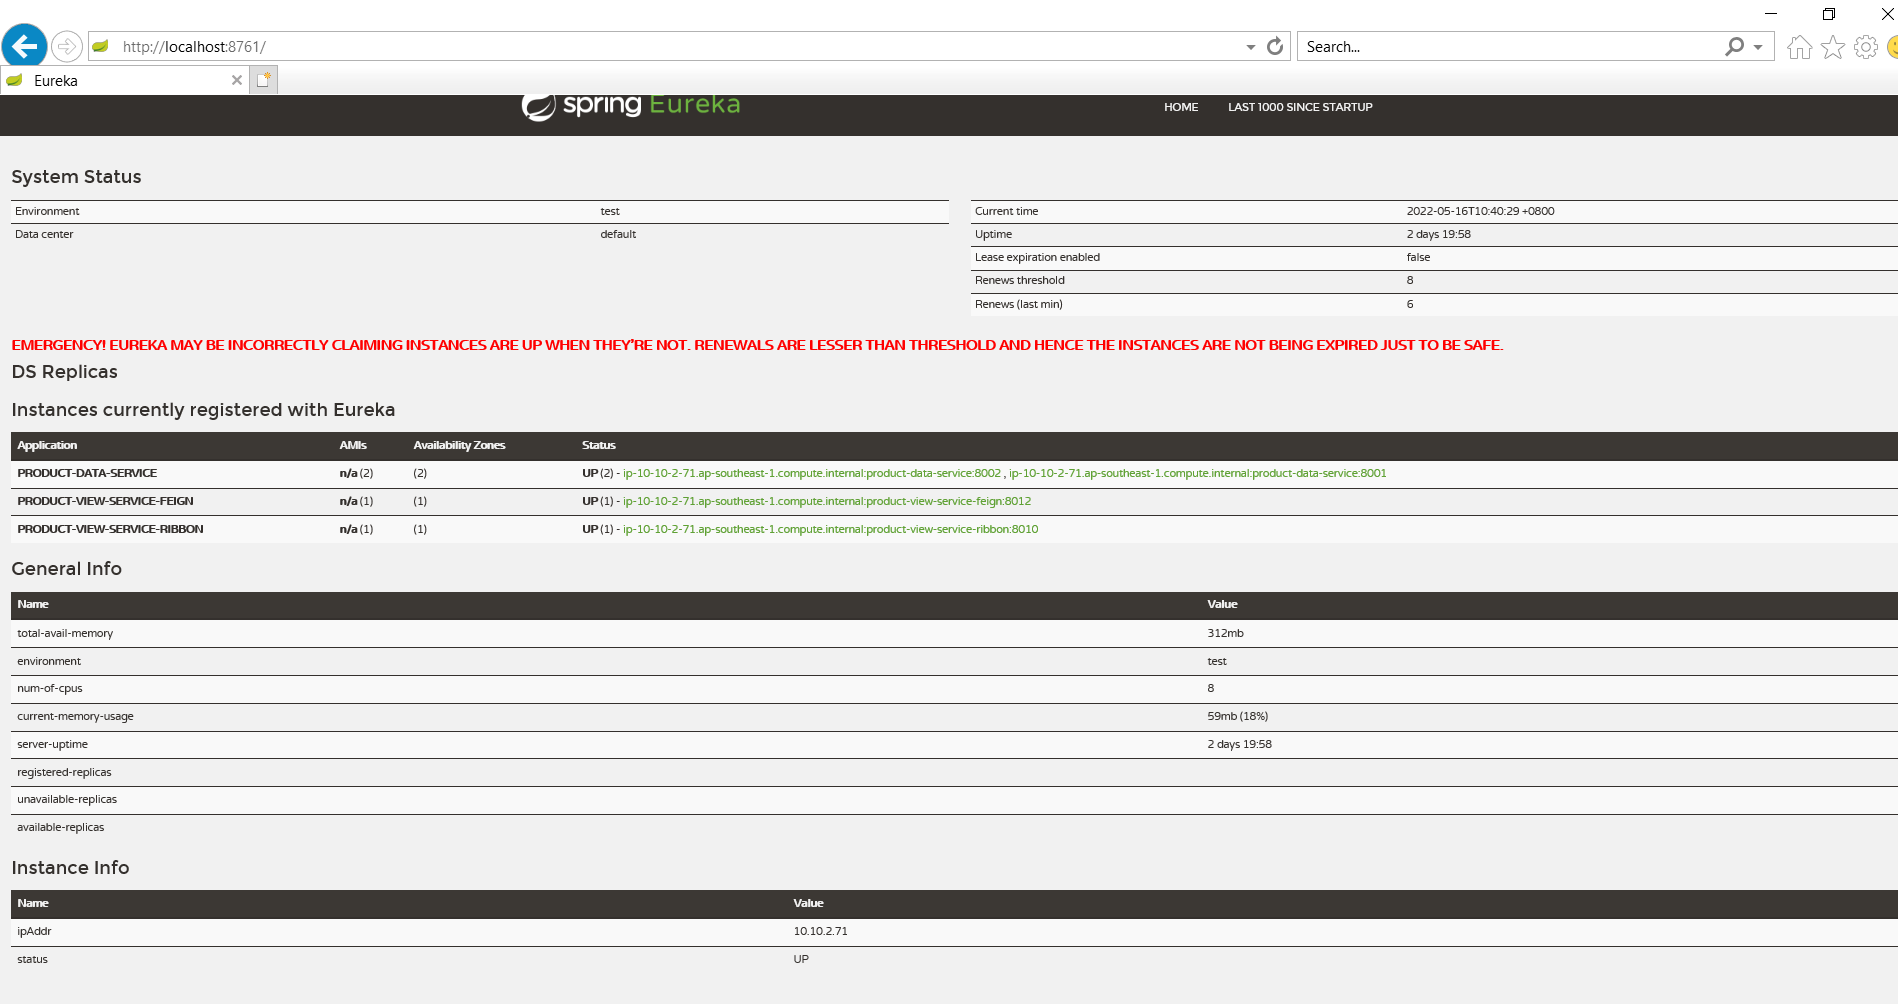 http://localhost:8761/
Search...
Eureka
spring Eureka
HOME LAST 1000 SINCE STARTUP
System Status
Environment test
Data center default
Current time 2022-05-16T10:40:29 +0800
Uptime 2 days 19:58
Lease expiration enabled false
Renews threshold 8
Renews (last min) 6
EMERGENCY! EUREKA MAY BE INCORRECTLY CLAIMING INSTANCES ARE UP WHEN THEY'RE NOT. RENEWALS ARE LESSER THAN THRESHOLD AND HENCE THE INSTANCES ARE NOT BEING EXPIRED JUST TO BE SAFE.
DS Replicas
Instances currently registered with Eureka
Application AMIs Availability Zones Status
PRODUCT-DATA-SERVICE n/a (2) (2) UP (2) - ip-10-10-2-71.ap-southeast-1.compute.internal:product-data-service:8002 , ip-10-10-2-71.ap-southeast-1.compute.internal:product-data-service:8001
PRODUCT-VIEW-SERVICE-FEIGN n/a (1) (1) UP (1) - ip-10-10-2-71.ap-southeast-1.compute.internal:product-view-service-feign:8012
PRODUCT-VIEW-SERVICE-RIBBON n/a (1) (1) UP (1) - ip-10-10-2-71.ap-southeast-1.compute.internal:product-view-service-ribbon:8010
General Info
Name Value
total-avail-memory 312mb
environment test
num-of-cpus 8
current-memory-usage 59mb (18%)
server-uptime 2 days 19:58
registered-replicas
unavailable-replicas
available-replicas
Instance Info
Name Value
ipAddr 10.10.2.71
status UP